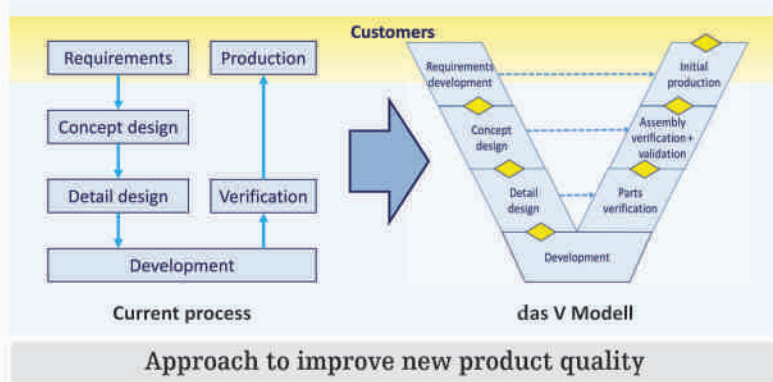 Customers
Requirements
Production
Concept design
Detail design
Verification
Development
Current process
Requirements
development
Initial
production
Concept
design
Assembly
verification+
validation
Detail
design
Parts
verification
Development
das V Modell
Approach to improve new product quality